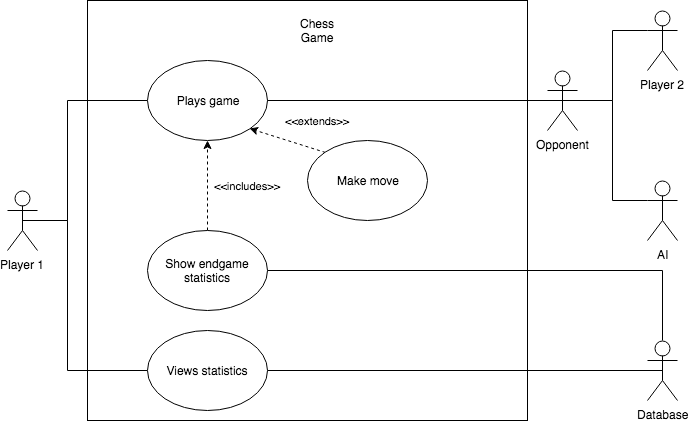 Chess
Game
Plays game
Player 2
<<extends>>
Opponent
Make move
<<includes>>
Player 1
AI
Show endgame
statistics
Views statistics
Database